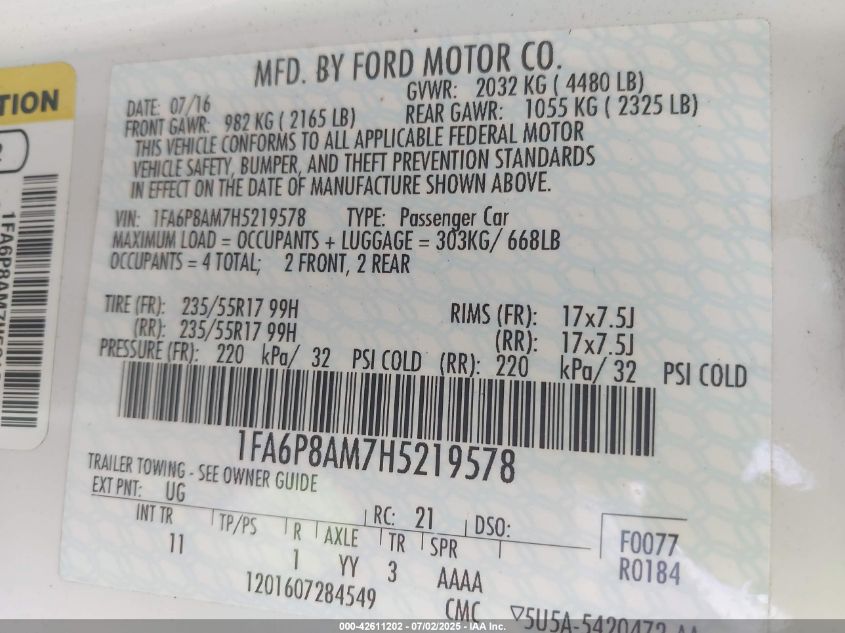 MFD. BY FORD MOTOR CO.
DATE: 07/16 GVWR: 2032 KG ( 4480 LB)
FRONT GAWR: 982 KG ( 2165 LB) REAR GAWR: 1055 KG ( 2325 LB)
THIS VEHICLE CONFORMS TO ALL APPLICABLE FEDERAL MOTOR
VEHICLE SAFETY, BUMPER, AND THEFT PREVENTION STANDARDS
IN EFFECT ON THE DATE OF MANUFACTURE SHOWN ABOVE.
VIN: 1FA6P8AM7H5219578 TYPE: Passenger Car
MAXIMUM LOAD = OCCUPANTS + LUGGAGE = 303KG/ 668LB
OCCUPANTS = 4 TOTAL; 2 FRONT, 2 REAR
TIRE (FR): 235/55R17 99H RIMS (FR): 17x7.5J
(RR): 235/55R17 99H (RR): 17x7.5J
PRESSURE (FR): 220 kPa/ 32 PSI COLD (RR): 220 kPa/ 32 PSI COLD
1FA6P8AM7H5219578
TRAILER TOWING - SEE OWNER GUIDE
EXT PNT: UG RC: 21 DSO:
INT TR TP/PS R AXLE TR SPR
11 1 YY 3 AAAA
F0077
R0184
1201607284549
CMC ▽5U5A-5420472-AA
TION
2
000-42611202 - 07/02/2025 - IAA Inc.